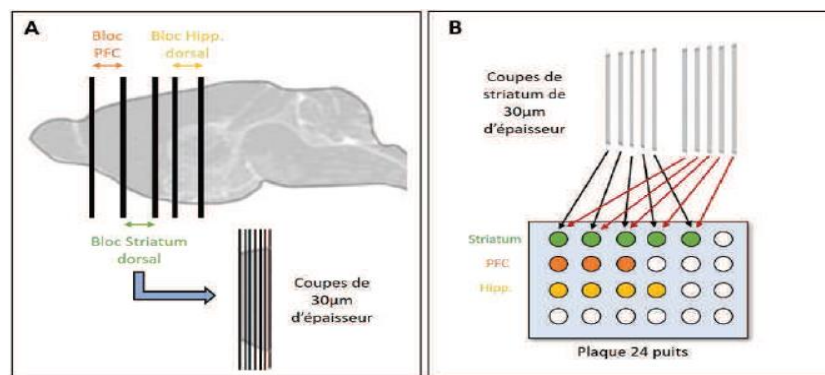 A
Bloc
PFC
Bloc Hipp.
dorsal
Bloc Striatum
dorsal
Coupes de
30µm
d'épaisseur
B
Coupes de
striatum de
30µm
d'épaisseur
Striatum
PFC
Hipp.
Plaque 24 puits